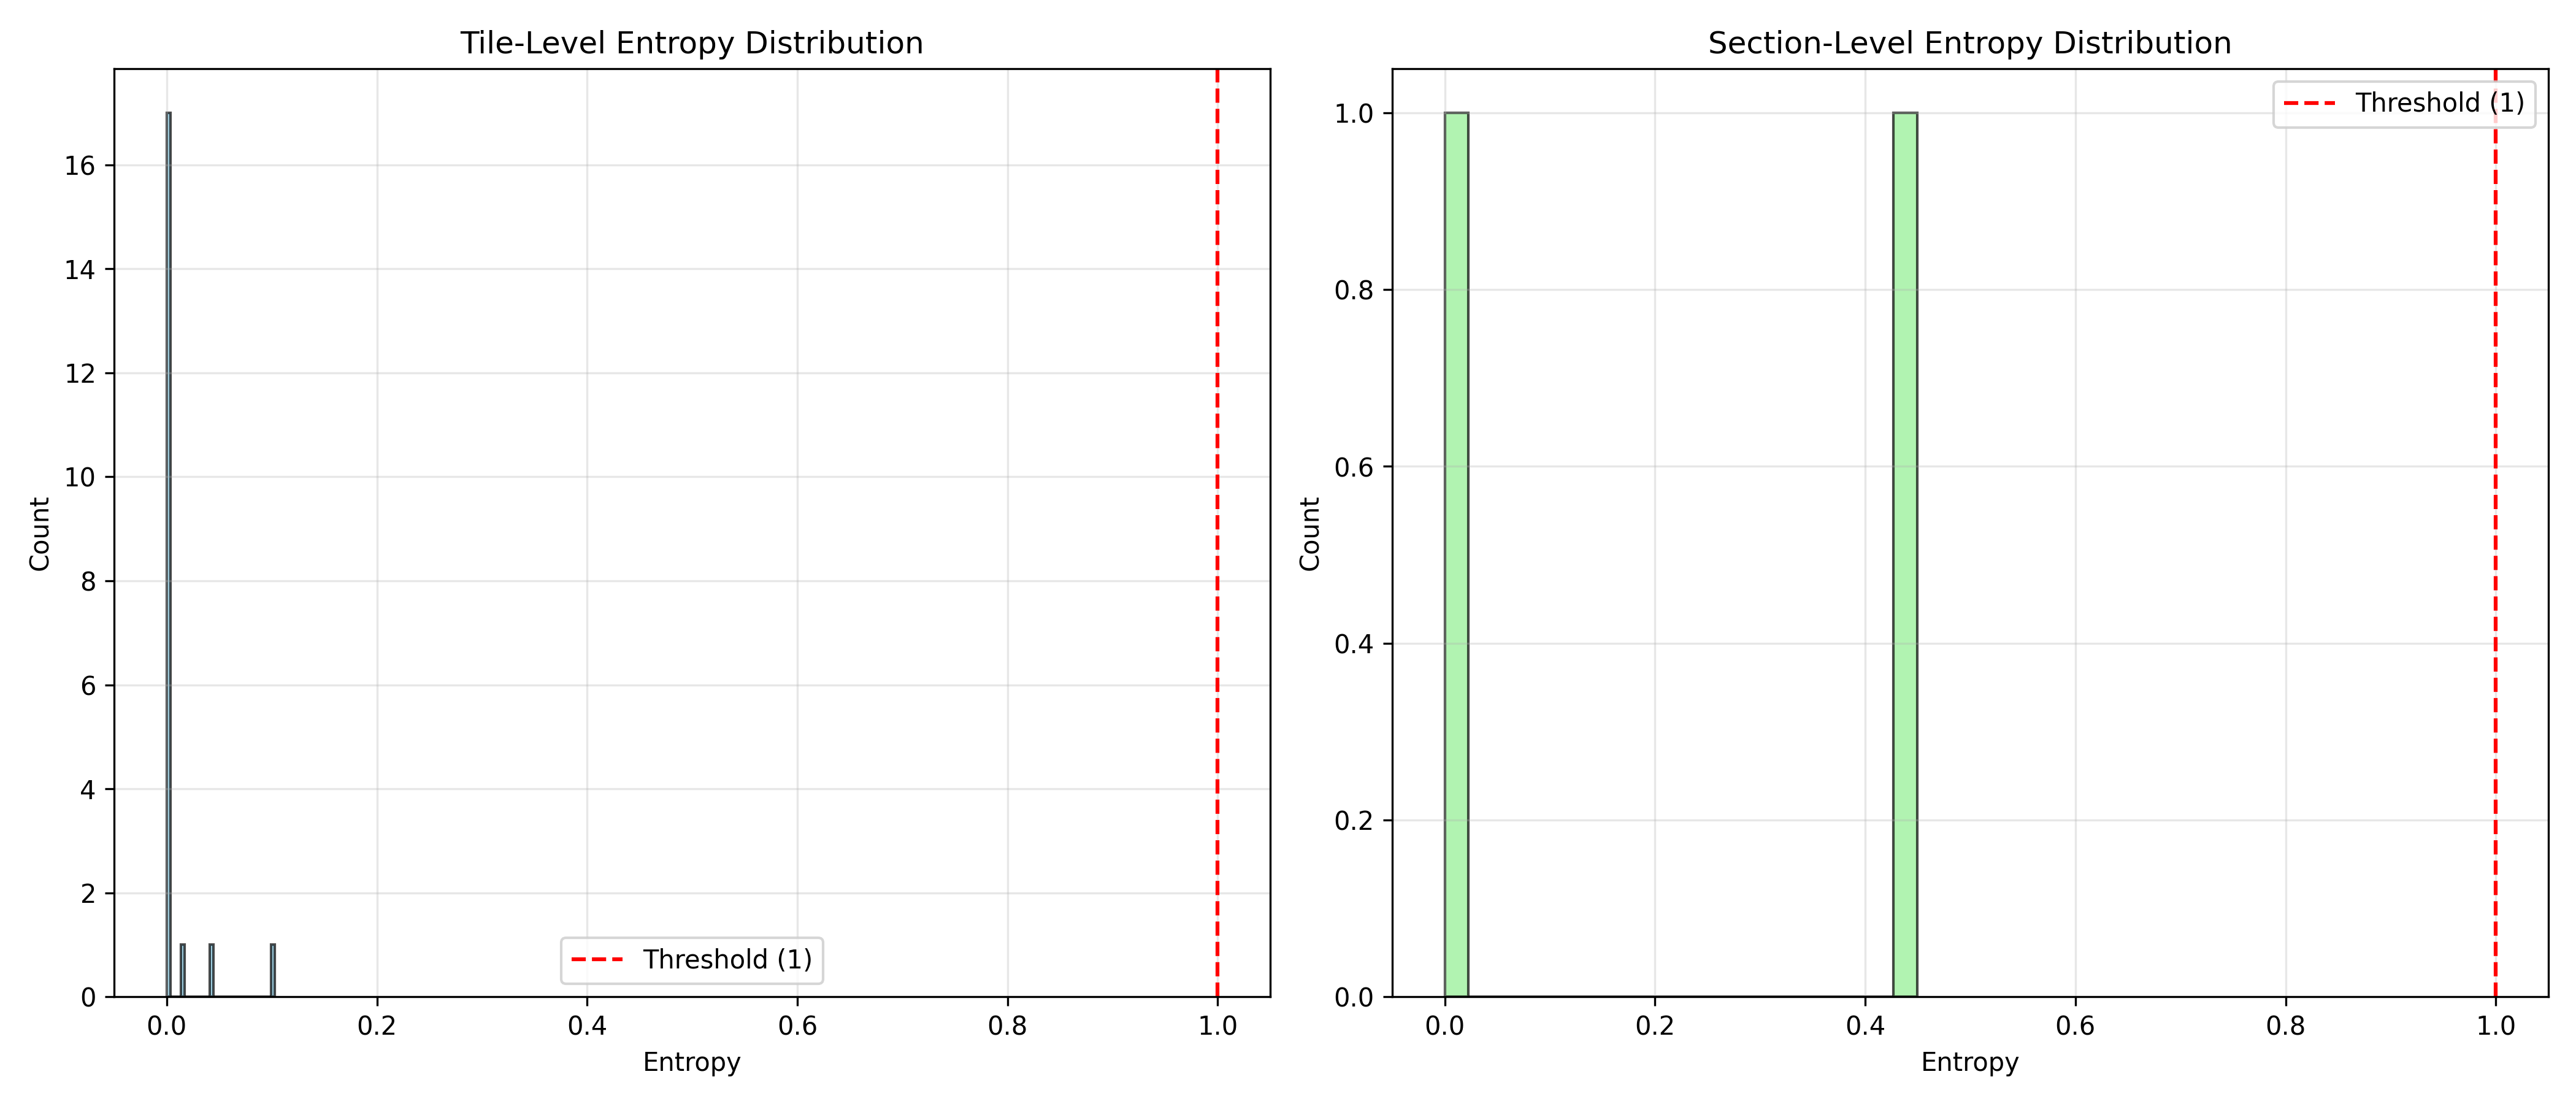 Tile-Level Entropy Distribution
Count
16
14
12
10
8
6
4
2
0
Threshold (1)
0.0 0.2 0.4 0.6 0.8 1.0
Entropy
Section-Level Entropy Distribution
Count
1.0
0.8
0.6
0.4
0.2
0.0
Threshold (1)
0.0 0.2 0.4 0.6 0.8 1.0
Entropy